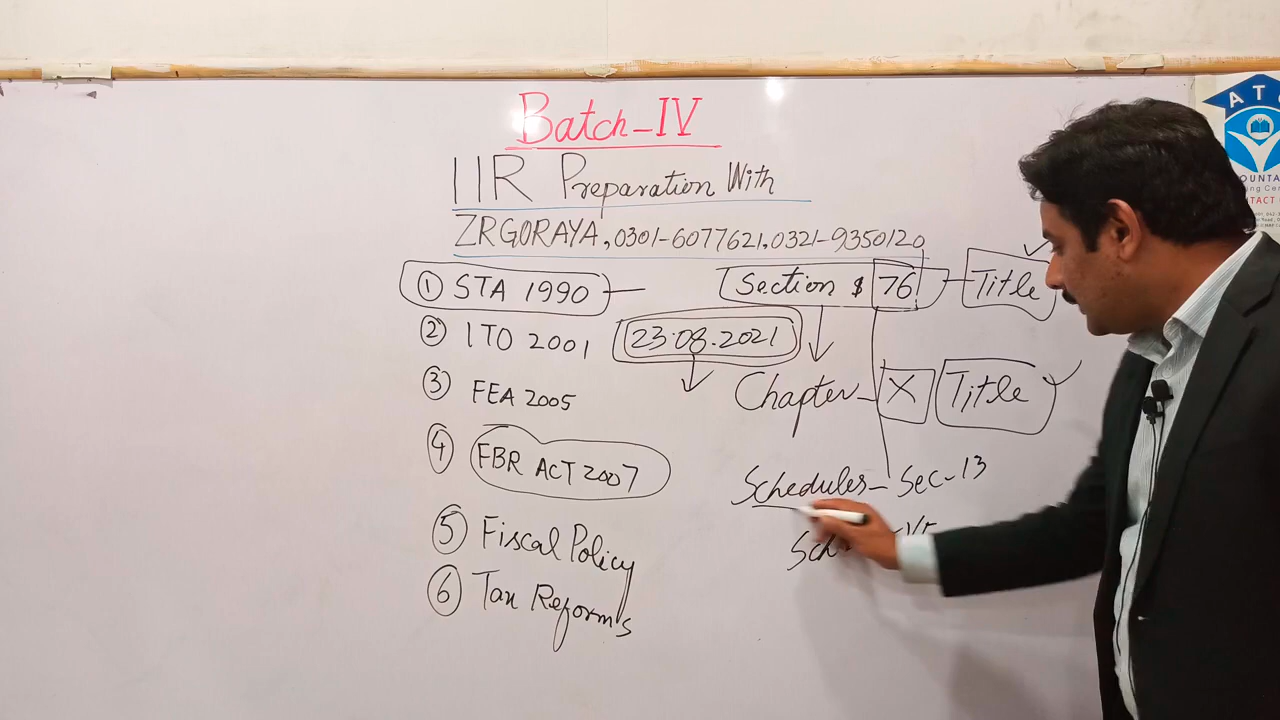 Batch-IV
IIR Preparation With
ZRGORAYA, 0301-6077621, 0321-9350120
① STA 1990
Section $ 76
Title
② ITO 2001
23.08.2021
③ FEA 2005
Chapter - X
Title
④ FBR ACT 2007
Schedules - Sec-13
⑤ Fiscal Policy
⑥ Tax Reforms
AT